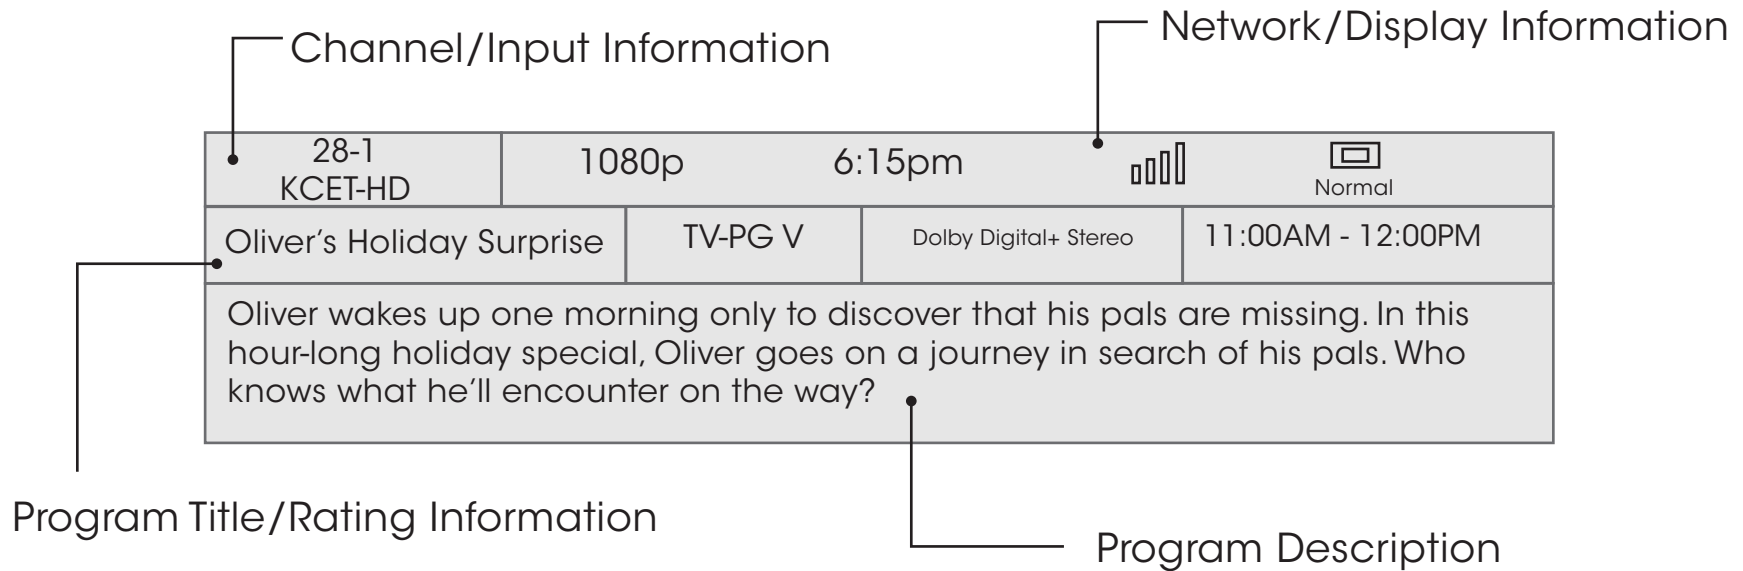 Network/Display Information
Channel/Input Information
28-1
KCET-HD
1080p
6:15pm
Normal
Oliver’s Holiday Surprise
TV-PG V
Dolby Digital+ Stereo
11:00AM - 12:00PM
Oliver wakes up one morning only to discover that his pals are missing. In this
hour-long holiday special, Oliver goes on a journey in search of his pals. Who
knows what he’ll encounter on the way?
Program Title/Rating Information
Program Description